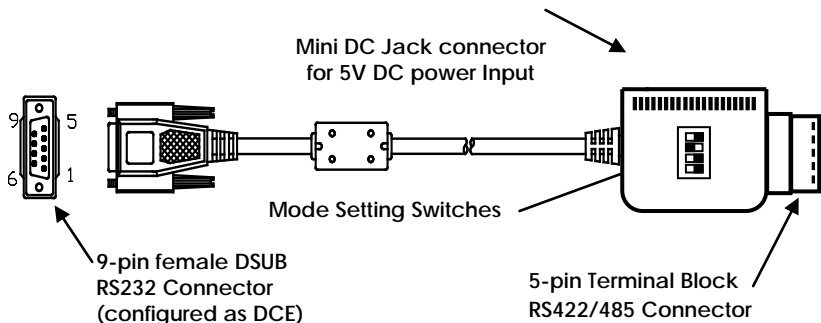 Mini DC Jack connector
for 5V DC power Input
9 5
6 1
Mode Setting Switches
9-pin female DSUB
RS232 Connector
(configured as DCE)
5-pin Terminal Block
RS422/485 Connector